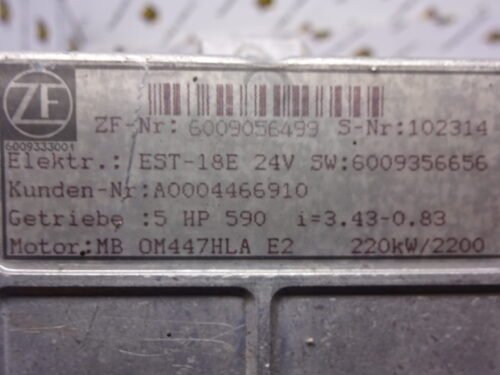 ZF
6009333001
ZF-Nr: 6009056499 S-Nr:102314
Elektr.: EST-18E 24V SW:6009356656
Kunden-Nr:A0004466910
Getriebe :5 HP 590 i=3.43-0.83
Motor:MB OM447HLA E2 220kW/2200